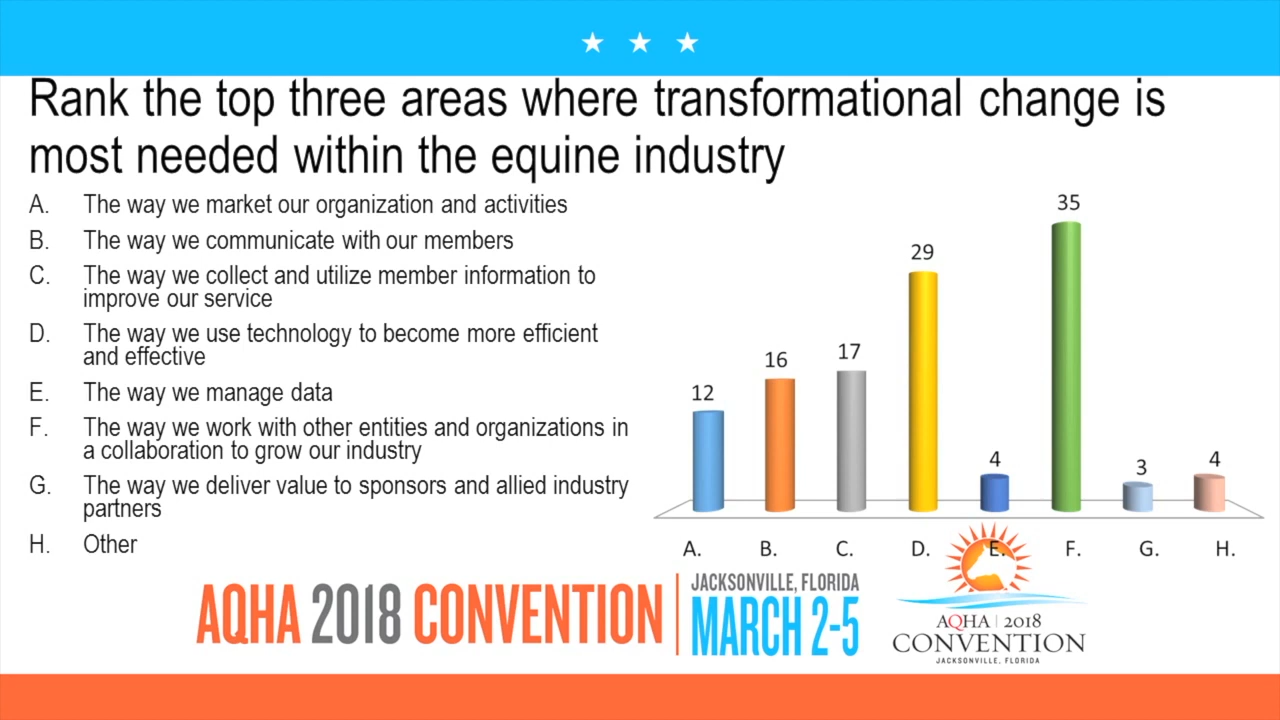 Rank the top three areas where transformational change is
most needed within the equine industry
A. The way we market our organization and activities
B. The way we communicate with our members
C. The way we collect and utilize member information to
improve our service
D. The way we use technology to become more efficient
and effective
E. The way we manage data
F. The way we work with other entities and organizations in
a collaboration to grow our industry
G. The way we deliver value to sponsors and allied industry
partners
H. Other
35
29
17
16
12
4
3
4
A. B. C. D. E. F. G. H.
AQHA 2018 CONVENTION
JACKSONVILLE, FLORIDA
MARCH 2-5
AQHA | 2018
CONVENTION
JACKSONVILLE, FLORIDA